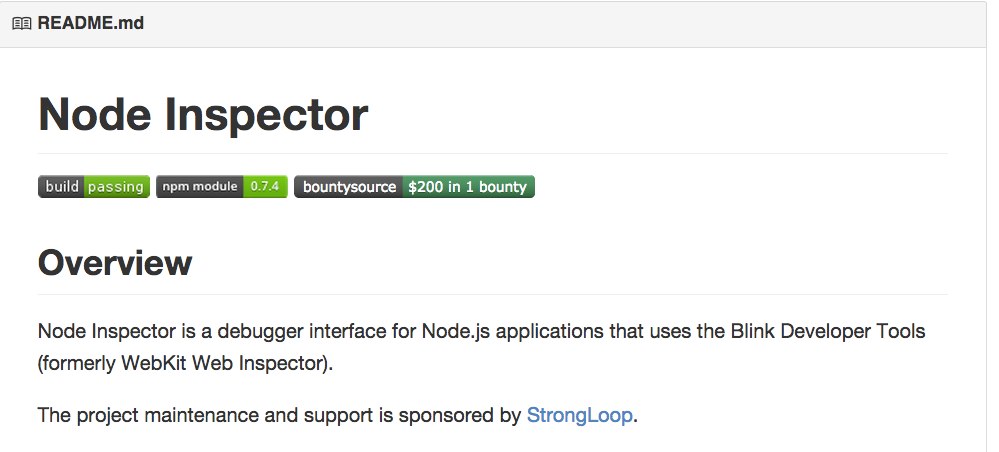 README.md
Node Inspector
build passing npm module 0.7.4 bountysource $200 in 1 bounty
Overview
Node Inspector is a debugger interface for Node.js applications that uses the Blink Developer Tools
(formerly WebKit Web Inspector).
The project maintenance and support is sponsored by StrongLoop.